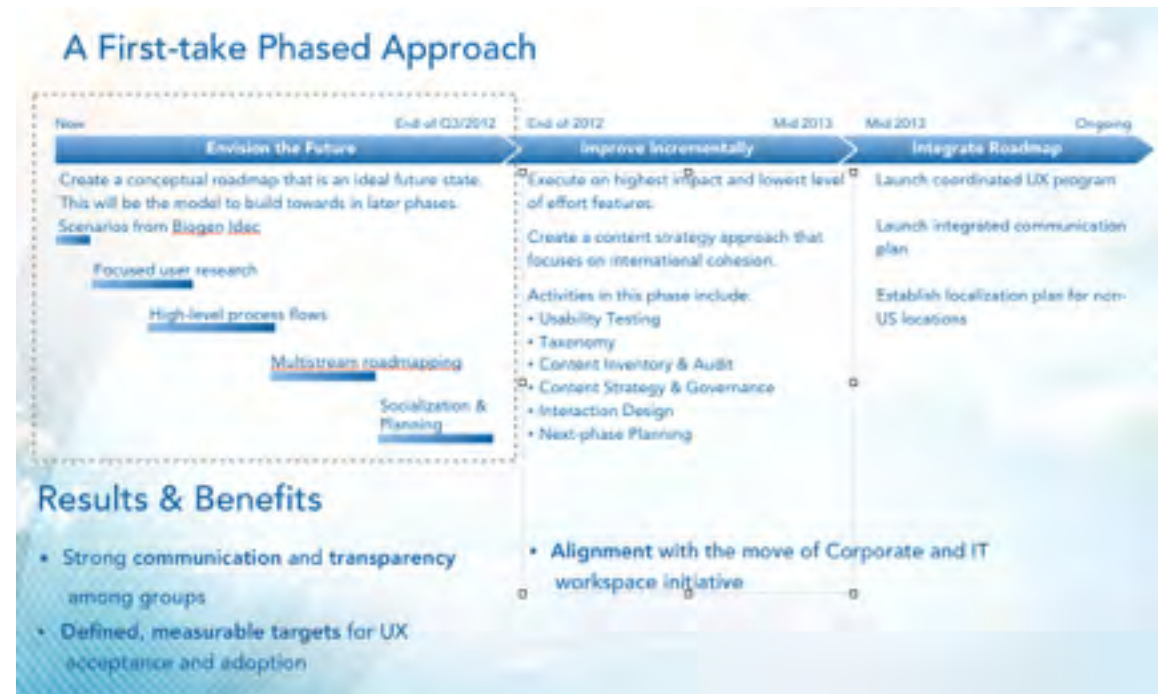 A First-take Phased Approach
Now
End of Q3/2012
End of 2012
Mid 2013
Mid 2013
Ongoing
Envision the Future
Improve Incrementally
Integrate Roadmap
Create a conceptual roadmap that is an ideal future state.
This will be the model to build towards in later phases.
Scenarios from Biogen Idec
Focused user research
High-level process flows
Multistream roadmapping
Socialization &
Planning
Execute on highest impact and lowest level
of effort features.
Create a content strategy approach that
focuses on international cohesion.
Activities in this phase include:
• Usability Testing
• Taxonomy
• Content Inventory & Audit
• Content Strategy & Governance
• Interaction Design
• Next-phase Planning
Launch coordinated UX program
Launch integrated communication
plan
Establish localization plan for non-
US locations
Results & Benefits
• Strong communication and transparency
among groups
• Defined, measurable targets for UX
acceptance and adoption
• Alignment with the move of Corporate and IT
workspace initiative